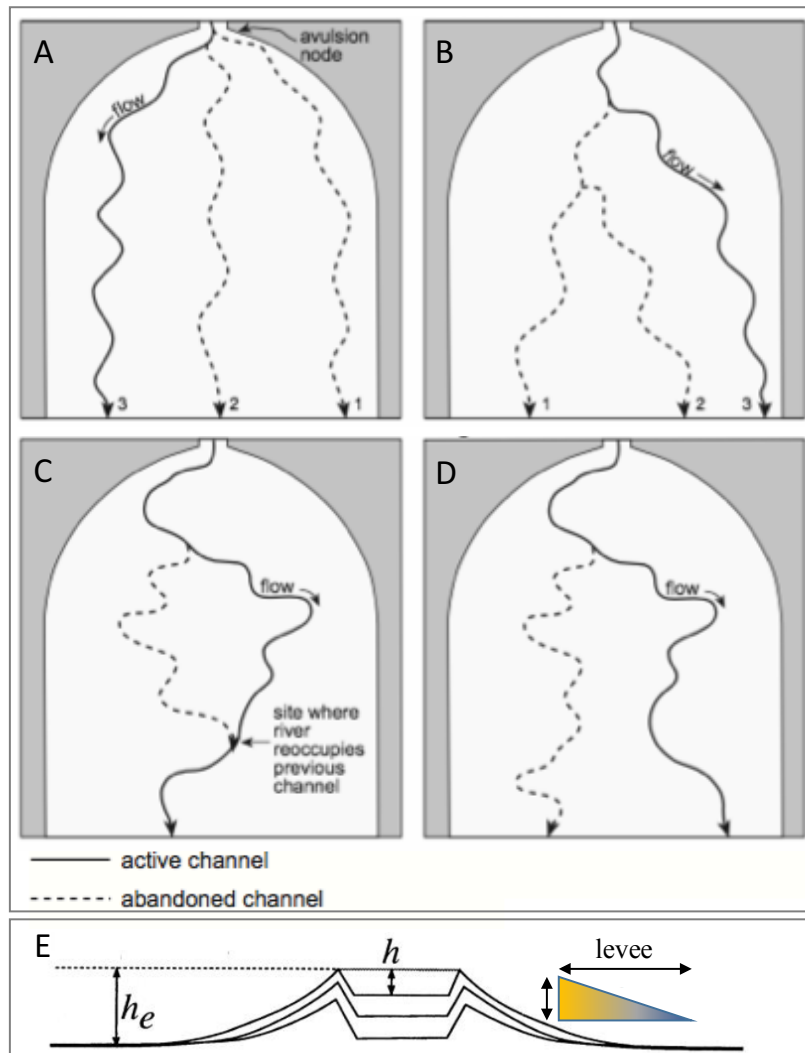 A
avulsion
node
flow
3
2
1
B
flow
1
2
3
C
flow
site where
river
reoccupies
previous
channel
D
flow
active channel
abandoned channel
E
h
levee
he